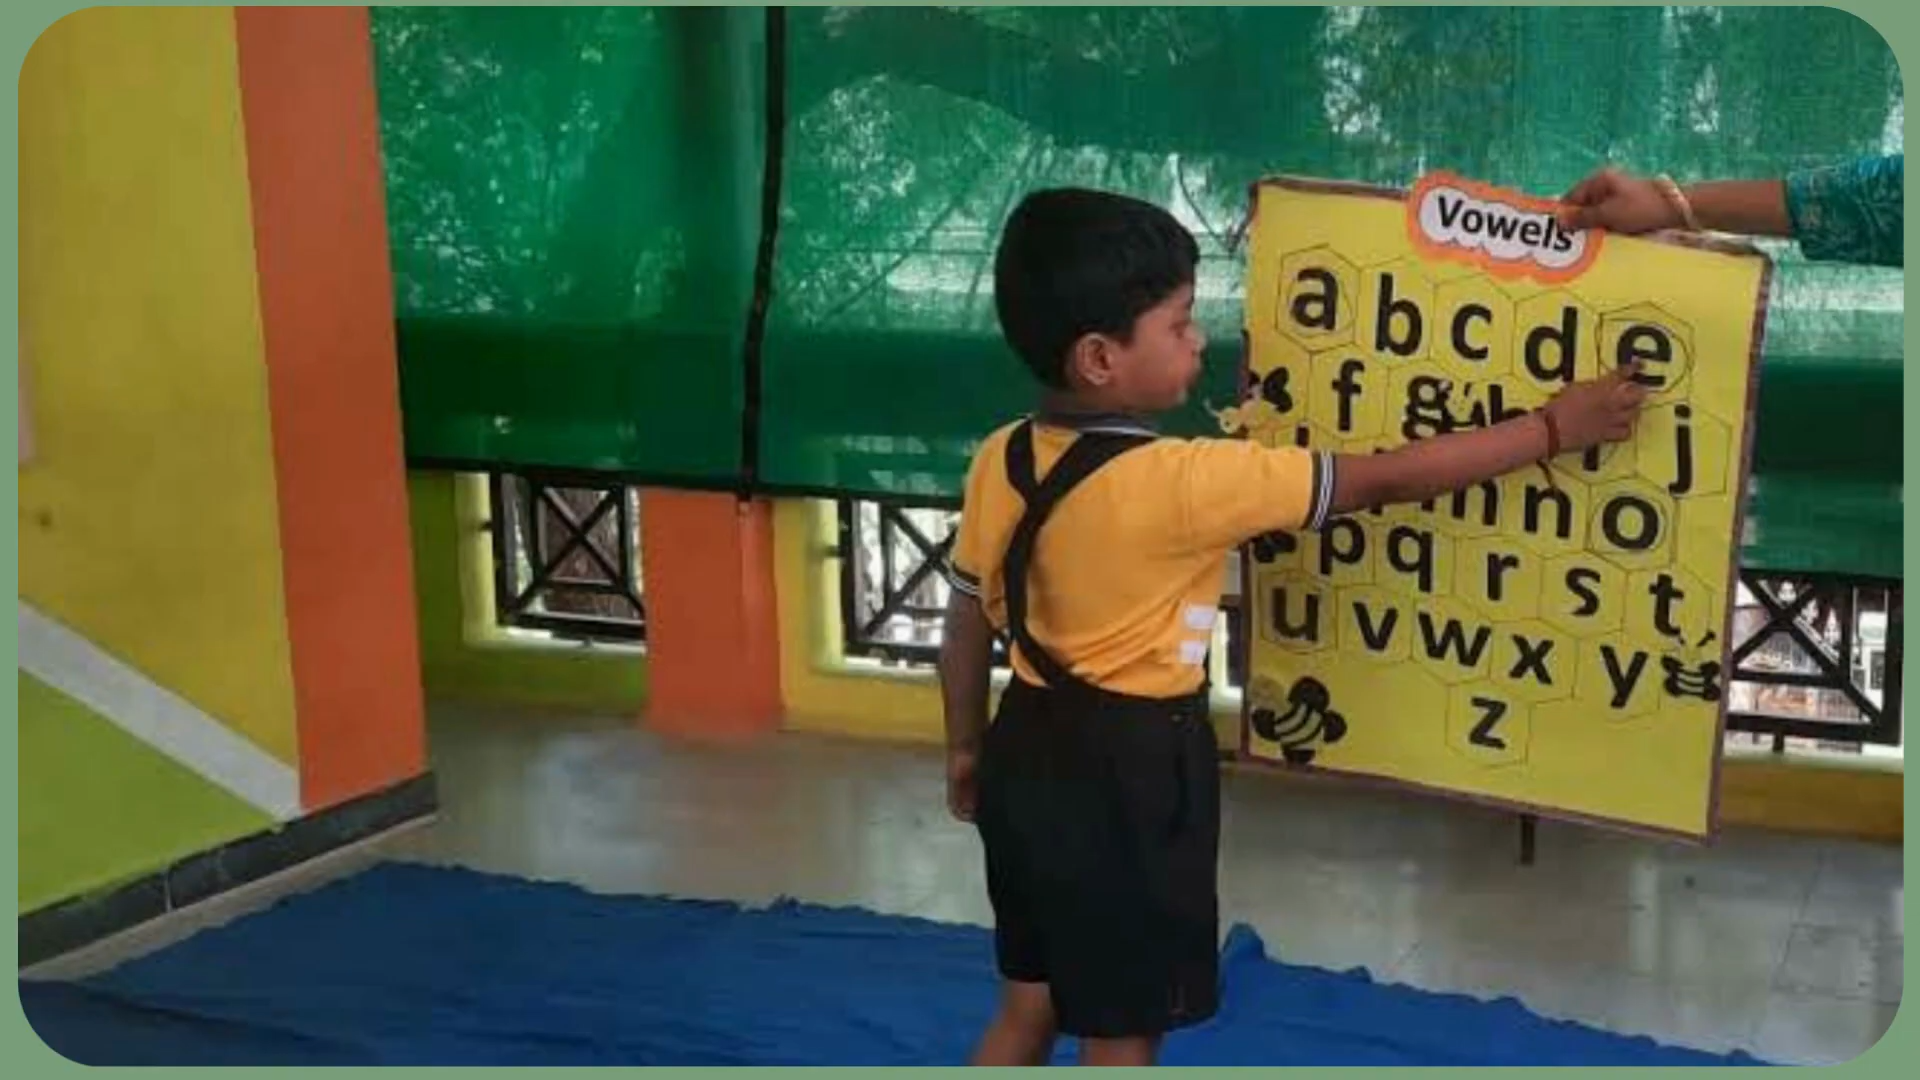 Vowels
a b c d e
f g h i j
m n o
p q r s t
u v w x y
z